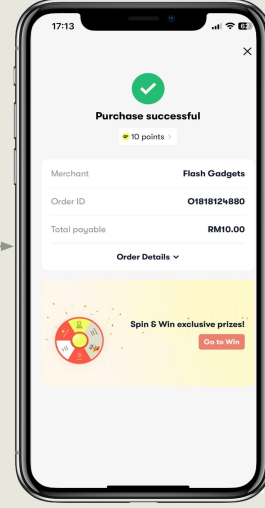 17:13
Purchase successful
10 points >
Merchant Flash Gadgets
Order ID O1818124880
Total payable RM10.00
Order Details
Spin & Win exclusive prizes!
Go to Win